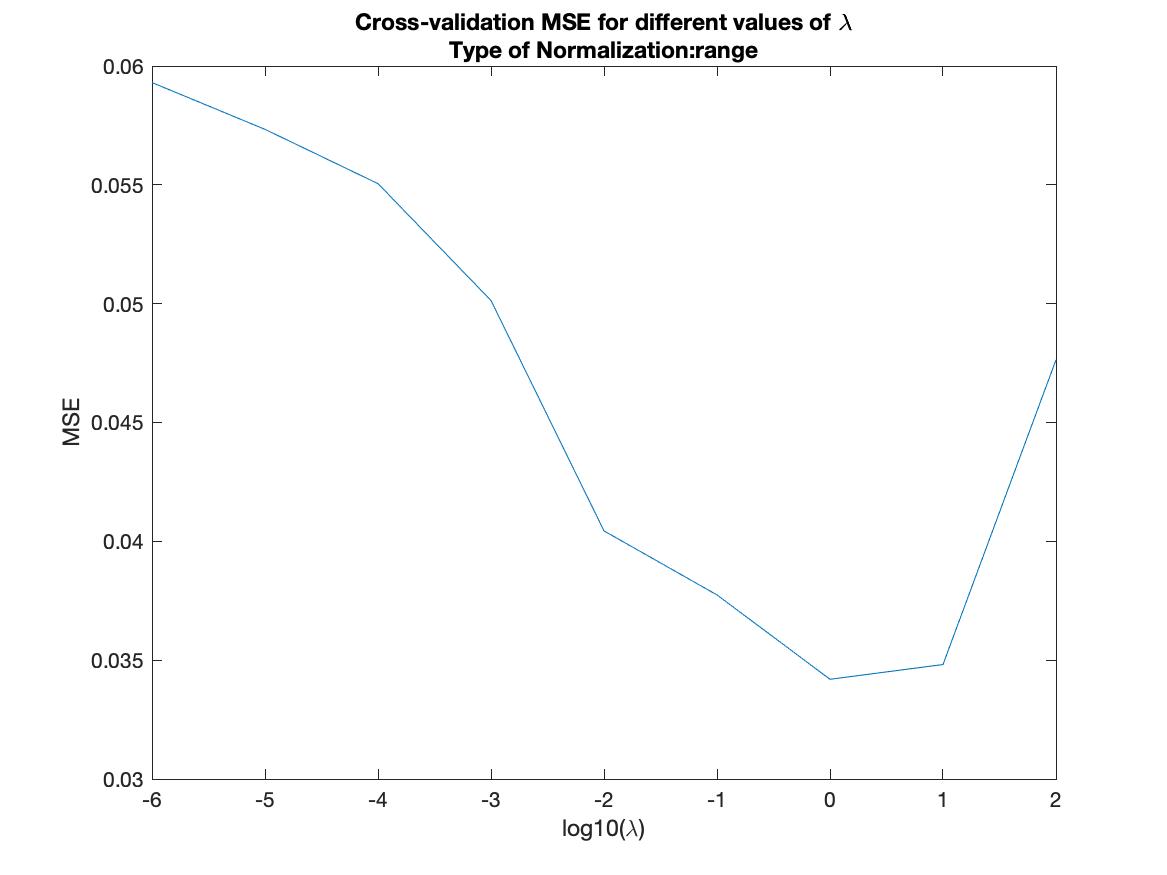 Cross-validation MSE for different values of λ
Type of Normalization:range
0.06
0.055
0.05
0.045
0.04
0.035
0.03
MSE
-6 -5 -4 -3 -2 -1 0 1 2
log10(λ)